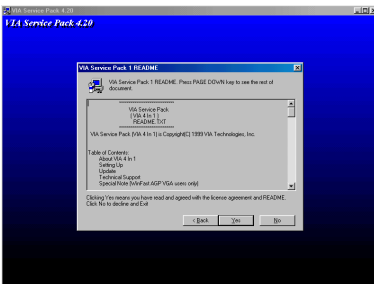 VIA Service Pack 4.20
VIA Service Pack 4.20
VIA Service Pack 1 README
VIA Service Pack 1 README. Press PAGE DOWN key to see the rest of
document.
VIA Service Pack
( VIA 4 In 1 )
README.TXT
VIA Service Pack (VIA 4 In 1) is Copyright(C) 1999 VIA Technologies, Inc.
Table of Contents:
About VIA 4 In 1
Setting Up
Update
Technical Support
Special Note (WinFast AGP VGA users only)
Clicking Yes means you have read and agreed with the license agreement and README.
Click No to decline and Exit
< Back
Yes
No